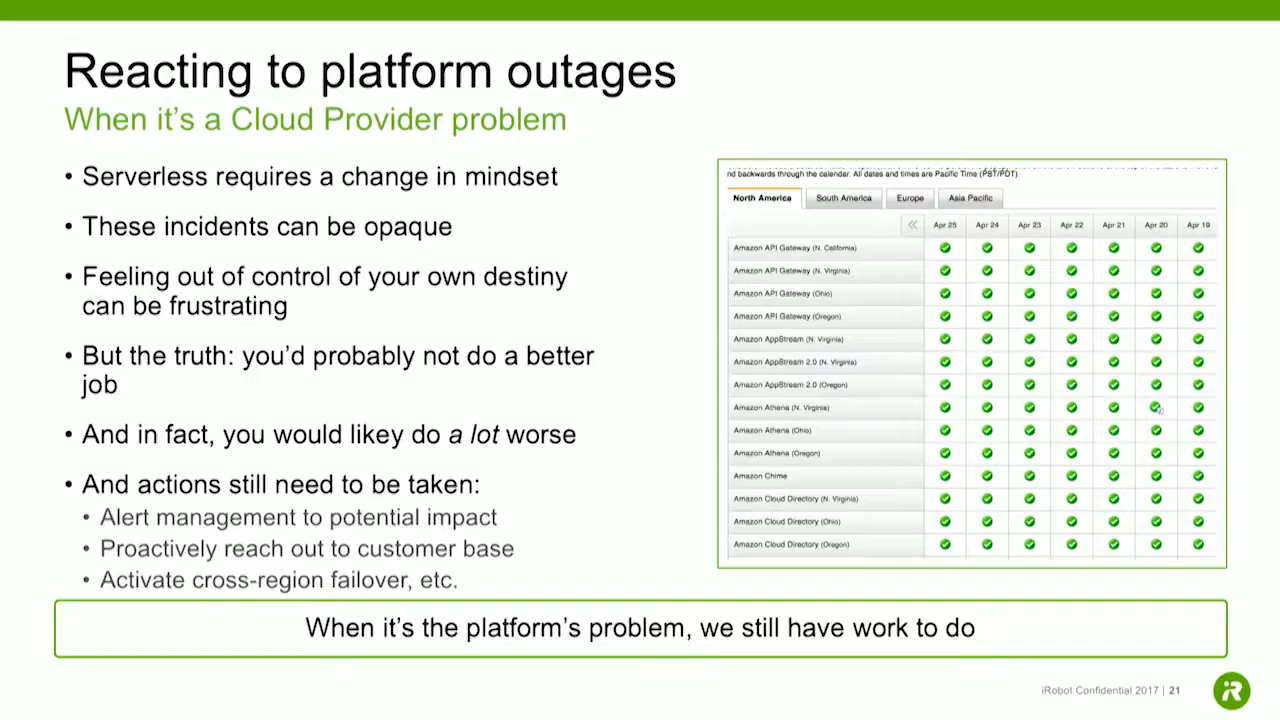 Reacting to platform outages
When it's a Cloud Provider problem
• Serverless requires a change in mindset
• These incidents can be opaque
• Feeling out of control of your own destiny
can be frustrating
• But the truth: you'd probably not do a better
job
• And in fact, you would likely do a lot worse
• And actions still need to be taken:
• Alert management to potential impact
• Proactively reach out to customer base
• Activate cross-region failover, etc.
nd backwards through the calendar. All dates and times are Pacific Time (PST/PDT).
North America South America Europe Asia Pacific
Apr 25 Apr 24 Apr 23 Apr 22 Apr 21 Apr 20 Apr 19
Amazon API Gateway (N. California)
Amazon API Gateway (N. Virginia)
Amazon API Gateway (Ohio)
Amazon API Gateway (Oregon)
Amazon AppStream (N. Virginia)
Amazon AppStream 2.0 (N. Virginia)
Amazon AppStream 2.0 (Oregon)
Amazon Athena (N. Virginia)
Amazon Athena (Ohio)
Amazon Athena (Oregon)
Amazon Chime
Amazon Cloud Directory (N. Virginia)
Amazon Cloud Directory (Ohio)
Amazon Cloud Directory (Oregon)
When it's the platform's problem, we still have work to do
iRobot Confidential 2017 | 21
iR